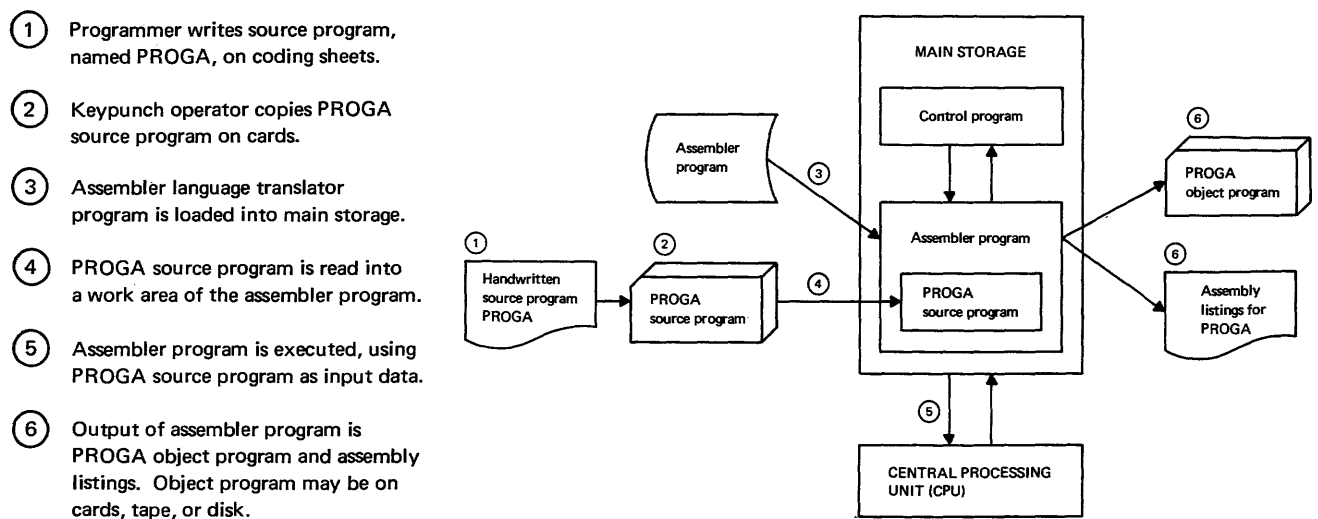 1
Programmer writes source program,
named PROGA, on coding sheets.
2
Keypunch operator copies PROGA
source program on cards.
3
Assembler language translator
program is loaded into main storage.
4
PROGA source program is read into
a work area of the assembler program.
5
Assembler program is executed, using
PROGA source program as input data.
6
Output of assembler program is
PROGA object program and assembly
listings. Object program may be on
cards, tape, or disk.
1
Handwritten
source program
PROGA
2
PROGA
source program
Assembler
program
3
4
MAIN STORAGE
Control program
Assembler program
PROGA
source program
5
CENTRAL PROCESSING
UNIT (CPU)
6
PROGA
object program
6
Assembly
listings for
PROGA